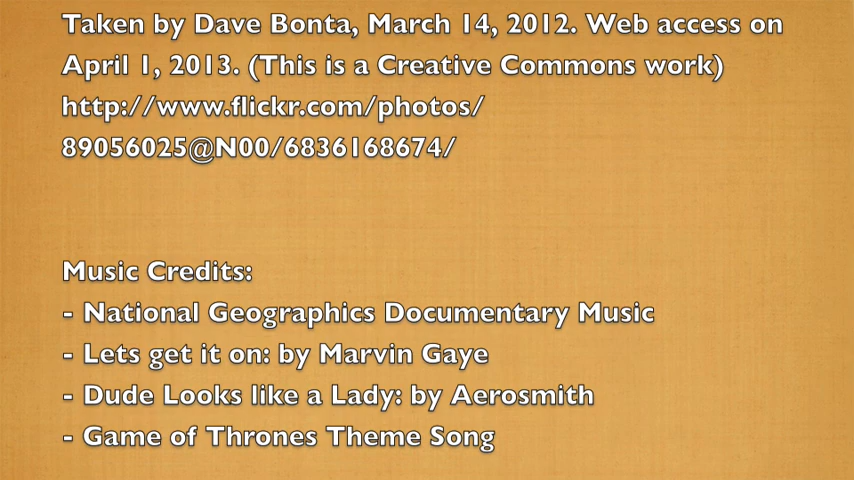 Taken by Dave Bonta, March 14, 2012. Web access on
April 1, 2013. (This is a Creative Commons work)
http://www.flickr.com/photos/
89056025@N00/6836168674/
Music Credits:
- National Geographics Documentary Music
- Lets get it on: by Marvin Gaye
- Dude Looks like a Lady: by Aerosmith
- Game of Thrones Theme Song